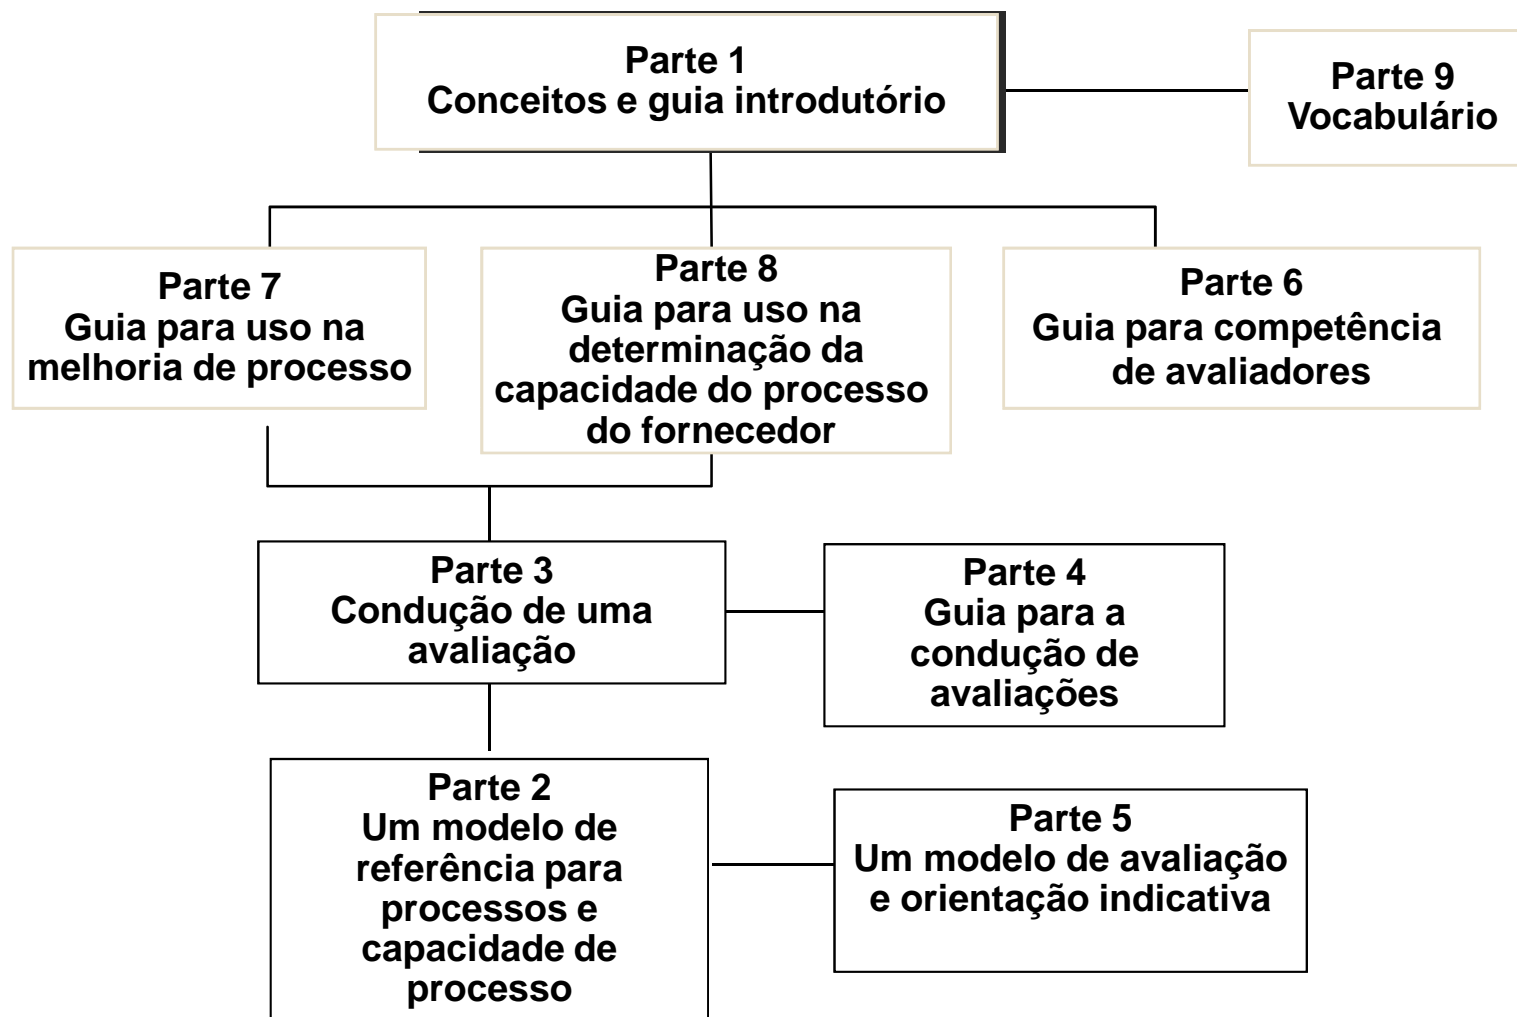 Parte 1
Conceitos e guia introdutório
Parte 9
Vocabulário
Parte 7
Guia para uso na
melhoria de processo
Parte 8
Guia para uso na
determinação da
capacidade do processo
do fornecedor
Parte 6
Guia para competência
de avaliadores
Parte 3
Condução de uma
avaliação
Parte 4
Guia para a
condução de
avaliações
Parte 2
Um modelo de
referência para
processos e
capacidade de
processo
Parte 5
Um modelo de avaliação
e orientação indicativa